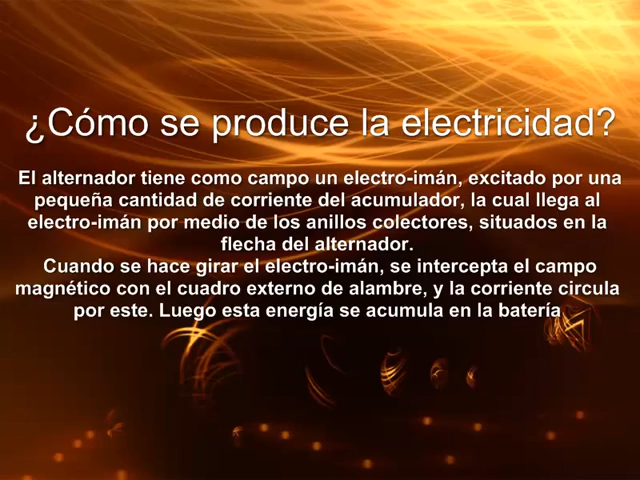 ¿Cómo se produce la electricidad?
El alternador tiene como campo un electro-imán, excitado por una
pequeña cantidad de corriente del acumulador, la cual llega al
electro-imán por medio de los anillos colectores, situados en la
flecha del alternador.
Cuando se hace girar el electro-imán, se intercepta el campo
magnético con el cuadro externo de alambre, y la corriente circula
por este. Luego esta energía se acumula en la batería